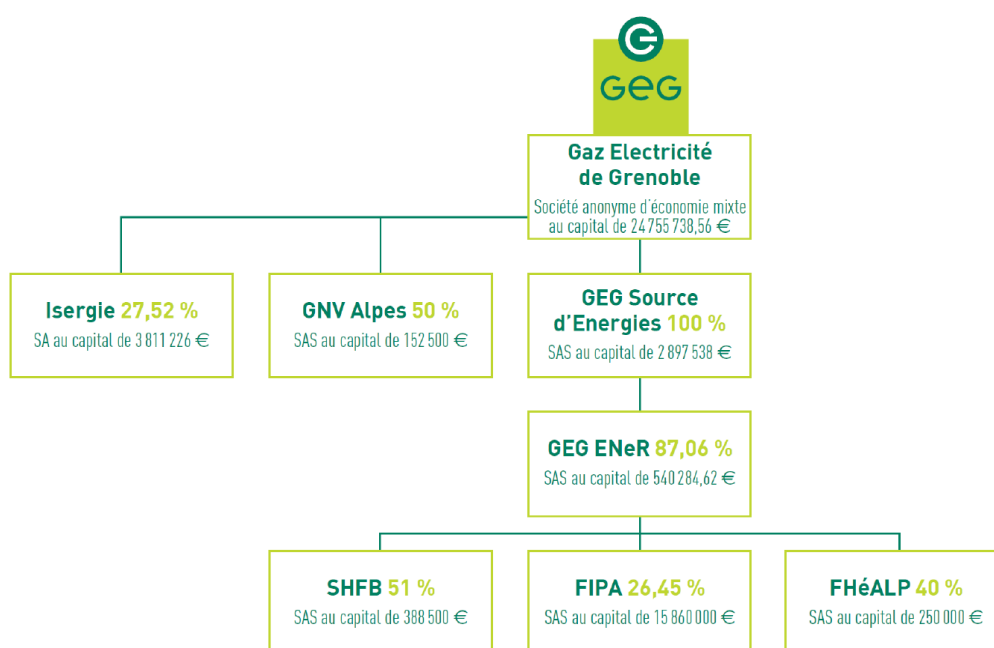 GEG
Gaz Electricité
de Grenoble
Société anonyme d'économie mixte
au capital de 24 755 738,56 €
Isergie 27,52 %
SA au capital de 3 811 226 €
GNV Alpes 50 %
SAS au capital de 152 500 €
GEG Source
d'Energies 100 %
SAS au capital de 2 897 538 €
GEG ENeR 87,06 %
SAS au capital de 540 284,62 €
SHFB 51 %
SAS au capital de 388 500 €
FIPA 26,45 %
SAS au capital de 15 860 000 €
FHéALP 40 %
SAS au capital de 250 000 €